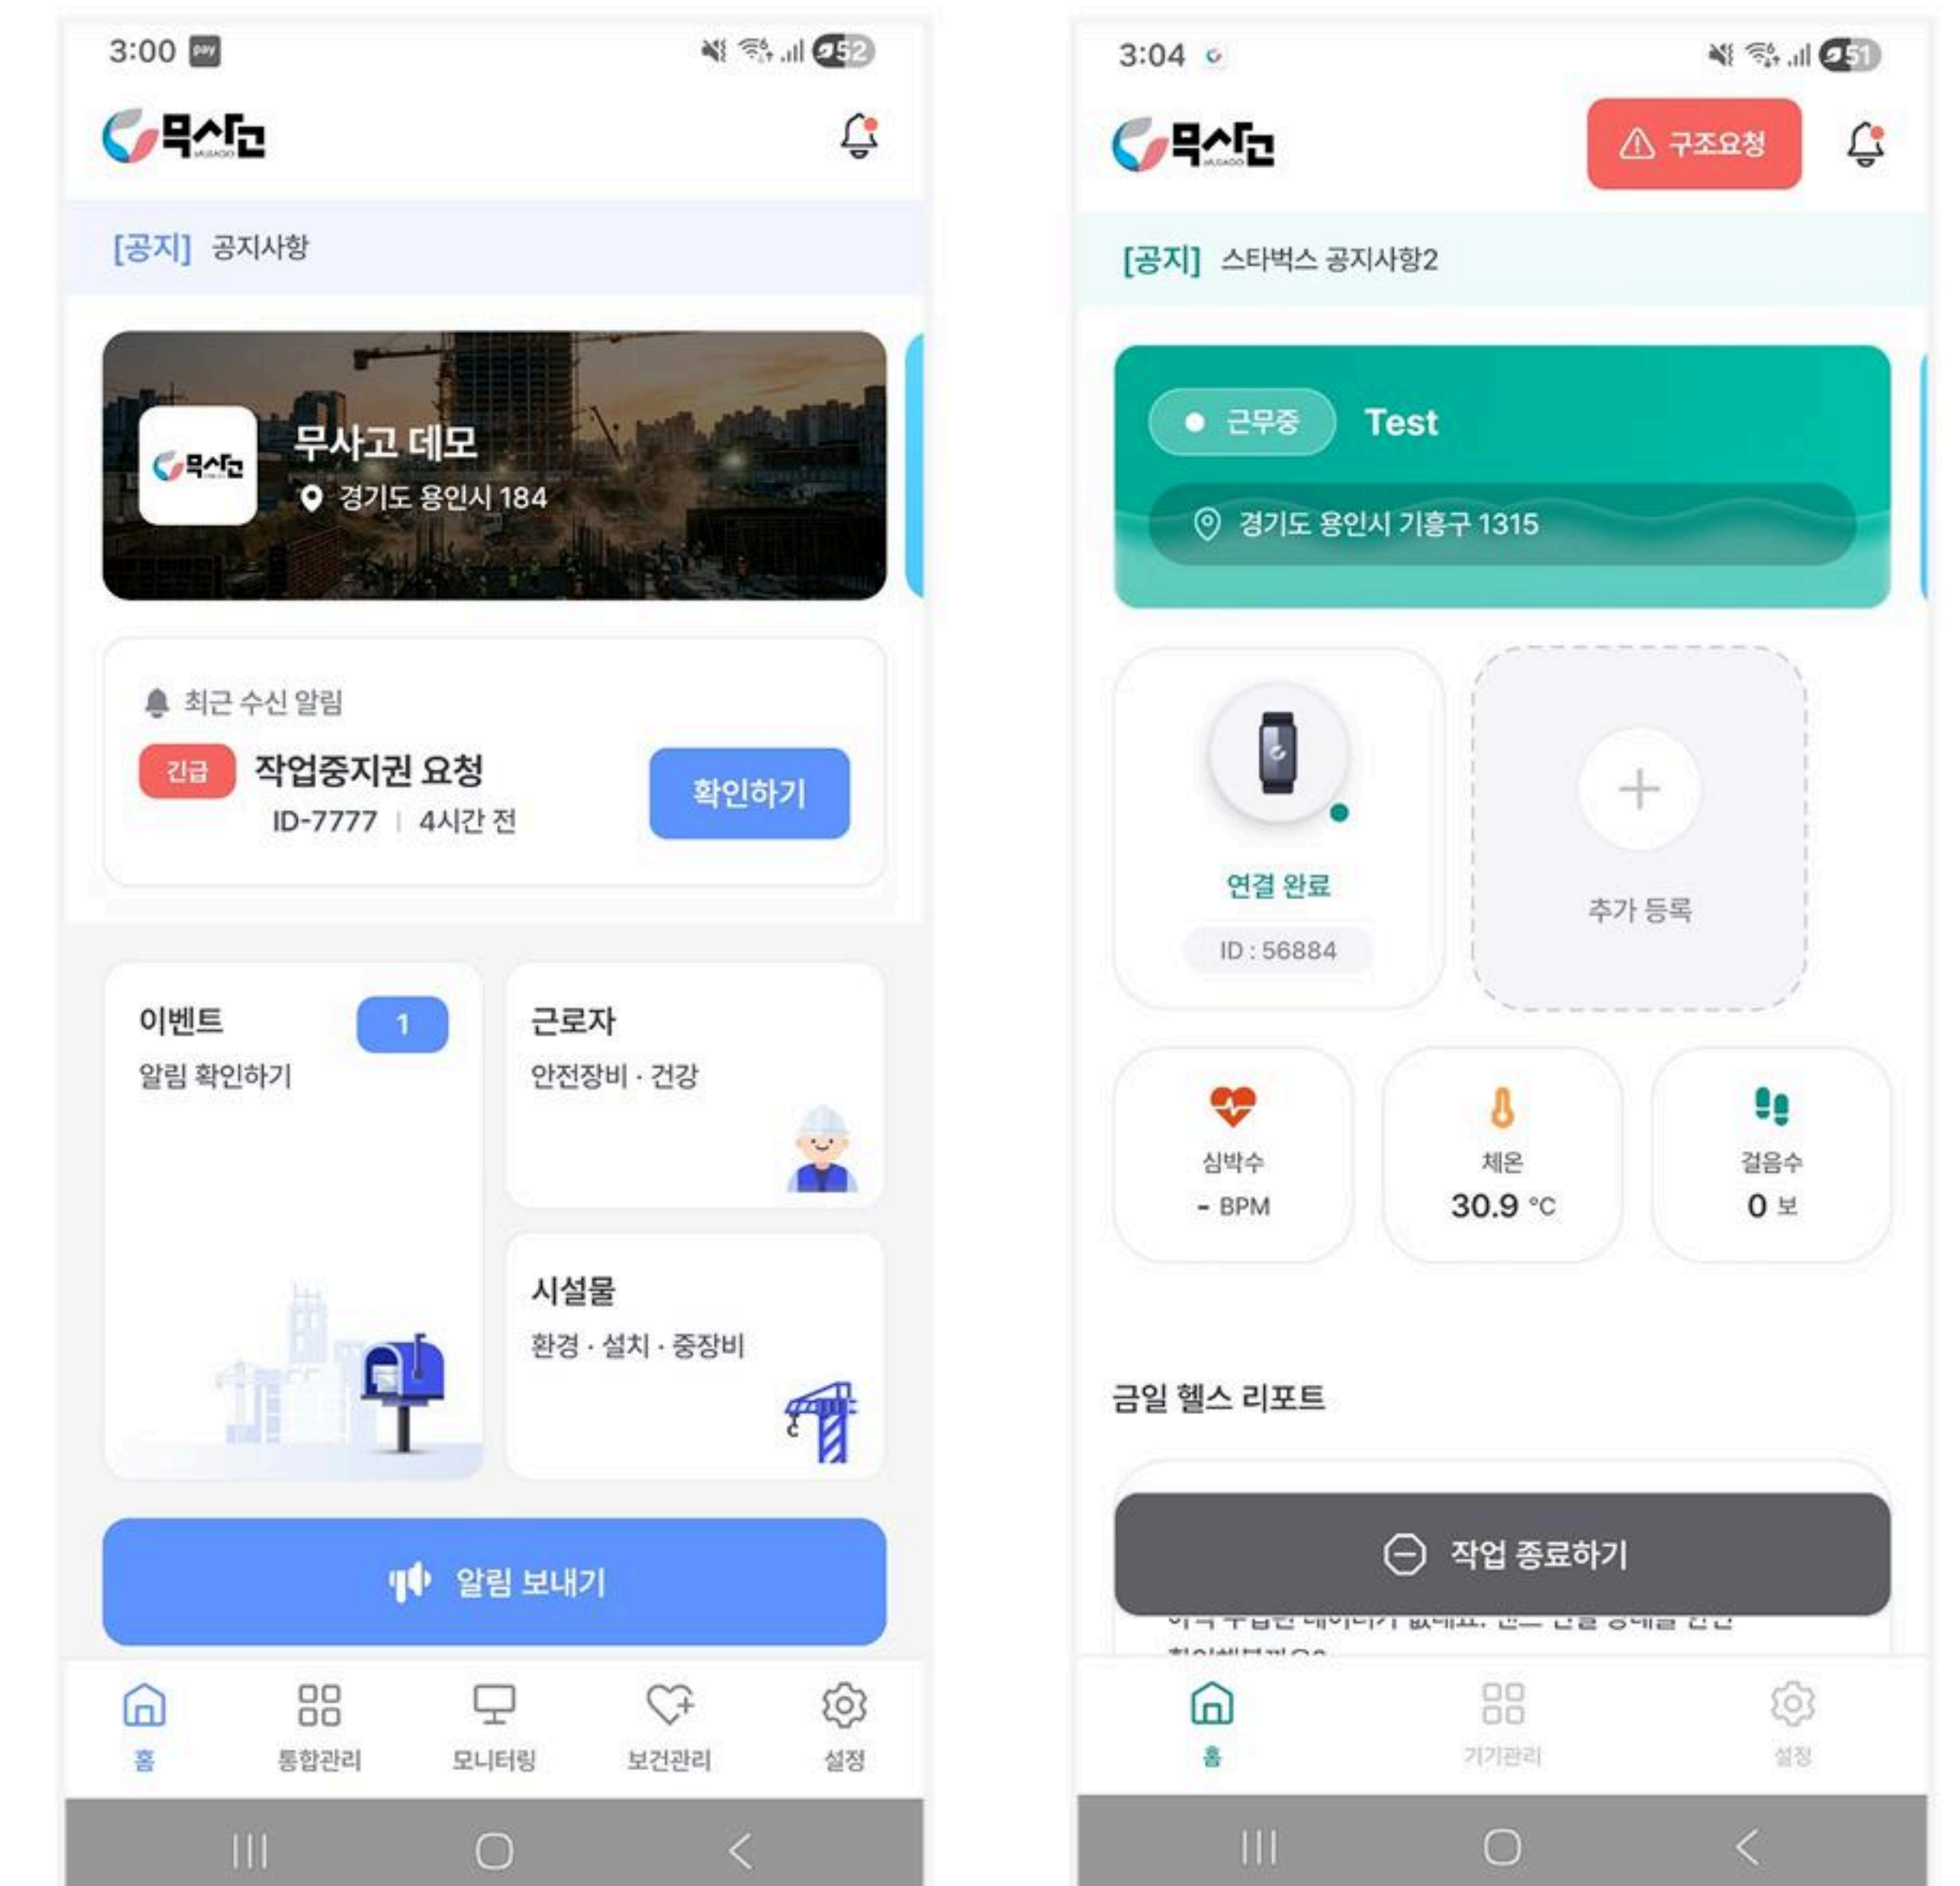 3:00 pay
52
무사고
MUSAGO
[공지] 공지사항
무사고
무사고 데모
경기도 용인시 184
최근 수신 알림
긴급 작업중지권 요청
ID-7777 | 4시간 전
확인하기
이벤트 1
알림 확인하기
근로자
안전장비 · 건강
시설물
환경 · 설치 · 중장비
알림 보내기
홈 통합관리 모니터링 보건관리 설정
3:04
51
무사고
MUSAGO
구조요청
[공지] 스타벅스 공지사항2
근무중 Test
경기도 용인시 기흥구 1315
연결 완료
ID : 56884
추가 등록
심박수
- BPM
체온
30.9 °C
걸음수
0 보
금일 헬스 리포트
작업 종료하기
홈 기기관리 설정